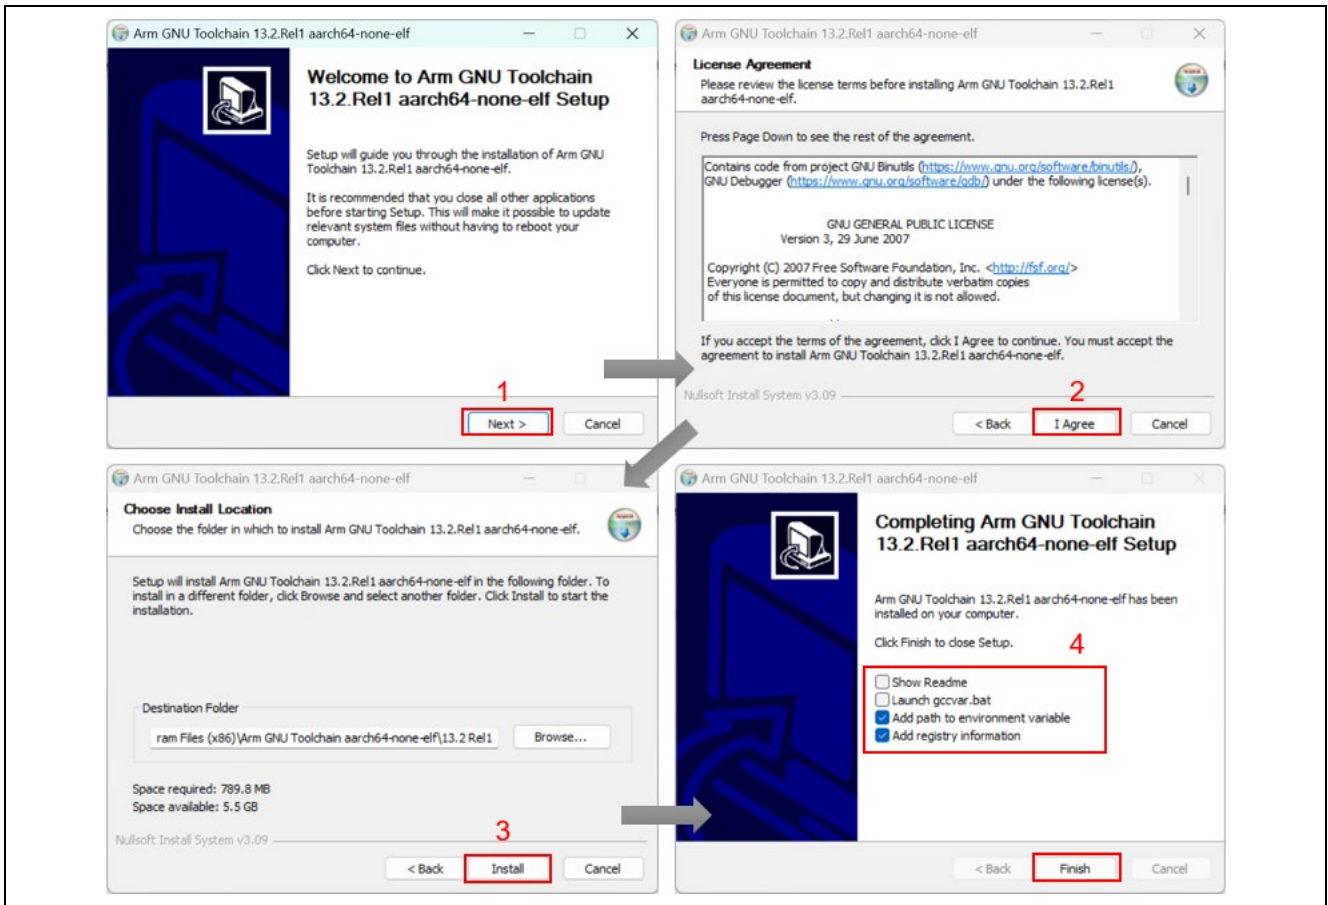 Arm GNU Toolchain 13.2.Rel1 aarch64-none-elf
Welcome to Arm GNU Toolchain
13.2.Rel1 aarch64-none-elf Setup
Setup will guide you through the installation of Arm GNU
Toolchain 13.2.Rel1 aarch64-none-elf.
It is recommended that you close all other applications
before starting Setup. This will make it possible to update
relevant system files without having to reboot your
computer.
Click Next to continue.
1
Next >
Cancel
Arm GNU Toolchain 13.2.Rel1 aarch64-none-elf
License Agreement
Please review the license terms before installing Arm GNU Toolchain 13.2.Rel1
aarch64-none-elf.
Press Page Down to see the rest of the agreement.
Contains code from project GNU Binutils (https://www.gnu.org/software/binutils/),
GNU Debugger (https://www.gnu.org/software/gdb/) under the following license(s).
GNU GENERAL PUBLIC LICENSE
Version 3, 29 June 2007
Copyright (C) 2007 Free Software Foundation, Inc. <http://fsf.org/>
Everyone is permitted to copy and distribute verbatim copies
of this license document, but changing it is not allowed.
If you accept the terms of the agreement, click I Agree to continue. You must accept the
agreement to install Arm GNU Toolchain 13.2.Rel1 aarch64-none-elf.
Nullsoft Install System v3.09
2
< Back
I Agree
Cancel
Arm GNU Toolchain 13.2.Rel1 aarch64-none-elf
Choose Install Location
Choose the folder in which to install Arm GNU Toolchain 13.2.Rel1 aarch64-none-elf.
Setup will install Arm GNU Toolchain 13.2.Rel1 aarch64-none-elf in the following folder. To
install in a different folder, click Browse and select another folder. Click Install to start the
installation.
Destination Folder
ram Files (x86)\Arm GNU Toolchain aarch64-none-elf\13.2 Rel1
Browse...
Space required: 789.8 MB
Space available: 5.5 GB
Nullsoft Install System v3.09
3
< Back
Install
Cancel
Arm GNU Toolchain 13.2.Rel1 aarch64-none-elf
Completing Arm GNU Toolchain
13.2.Rel1 aarch64-none-elf Setup
Arm GNU Toolchain 13.2.Rel1 aarch64-none-elf has been
installed on your computer.
Click Finish to close Setup.
4
Show Readme
Launch gccvar.bat
Add path to environment variable
Add registry information
< Back
Finish
Cancel